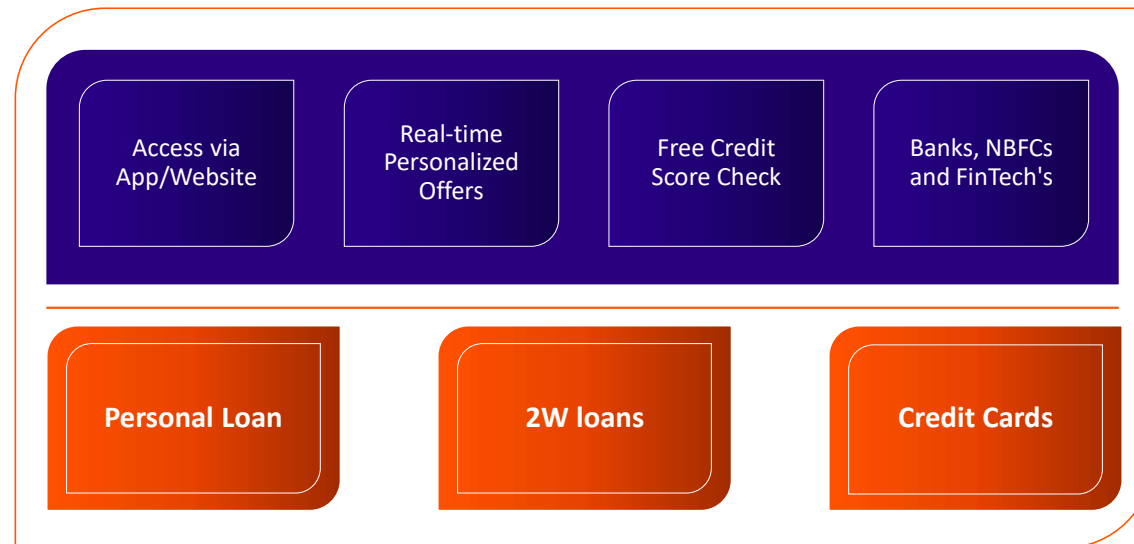 Access via
App/Website
Real-time
Personalized
Offers
Free Credit
Score Check
Banks, NBFCs
and FinTech's
Personal Loan
2W loans
Credit Cards